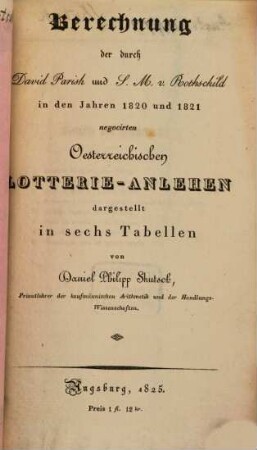 Berechnung
der durch
David Parish und S. M. v. Rothschild
in den Jahren 1820 und 1821
negocirten
Oesterreichischen
LOTTERIE-ANLEHEN
dargestellt
in sechs Tabellen
von
Daniel Philipp
Privatlehrer der kaufmännischen Arithmetik und der Handlungs-
Wissenschaften.
Augsburg, 1825.
Preis 1 fl. 12 kr.